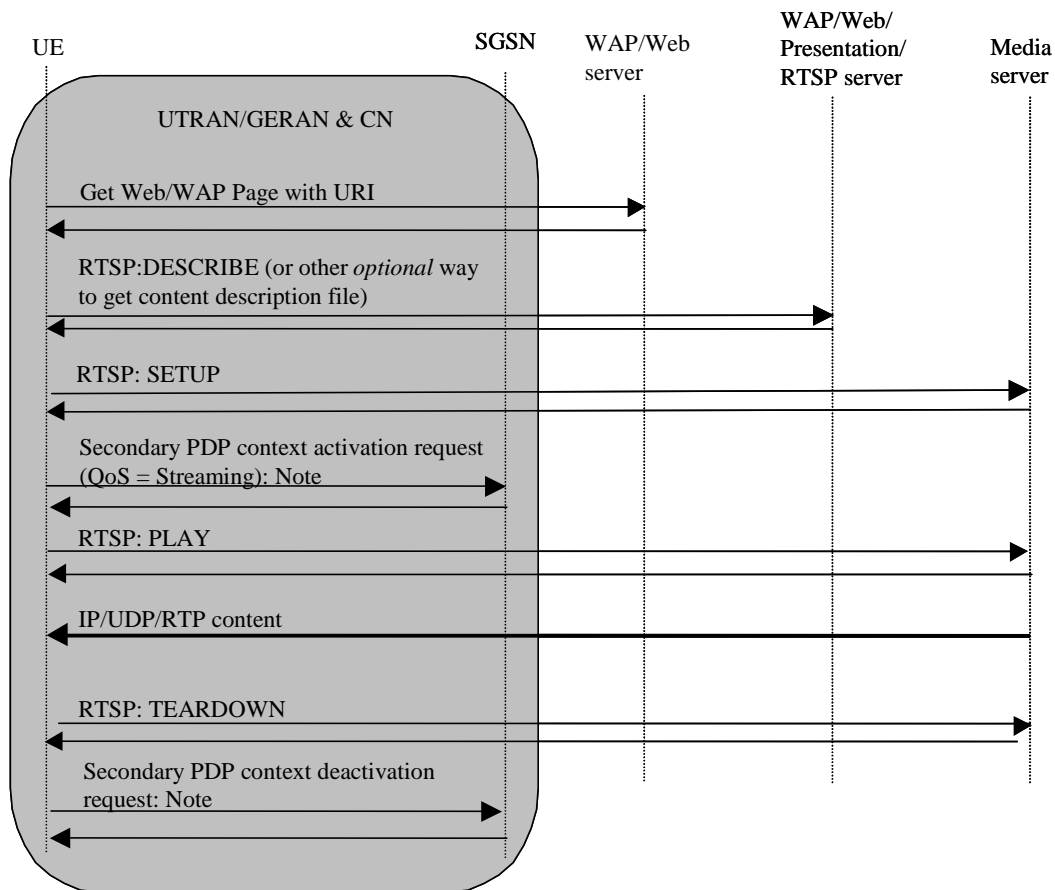 UE
SGSN
WAP/Web
server
WAP/Web/
Presentation/
RTSP server
Media
server
UTRAN/GERAN & CN
Get Web/WAP Page with URI
RTSP:DESCRIBE (or other optional way
to get content description file)
RTSP: SETUP
Secondary PDP context activation request
(QoS = Streaming): Note
RTSP: PLAY
IP/UDP/RTP content
RTSP: TEARDOWN
Secondary PDP context deactivation
request: Note